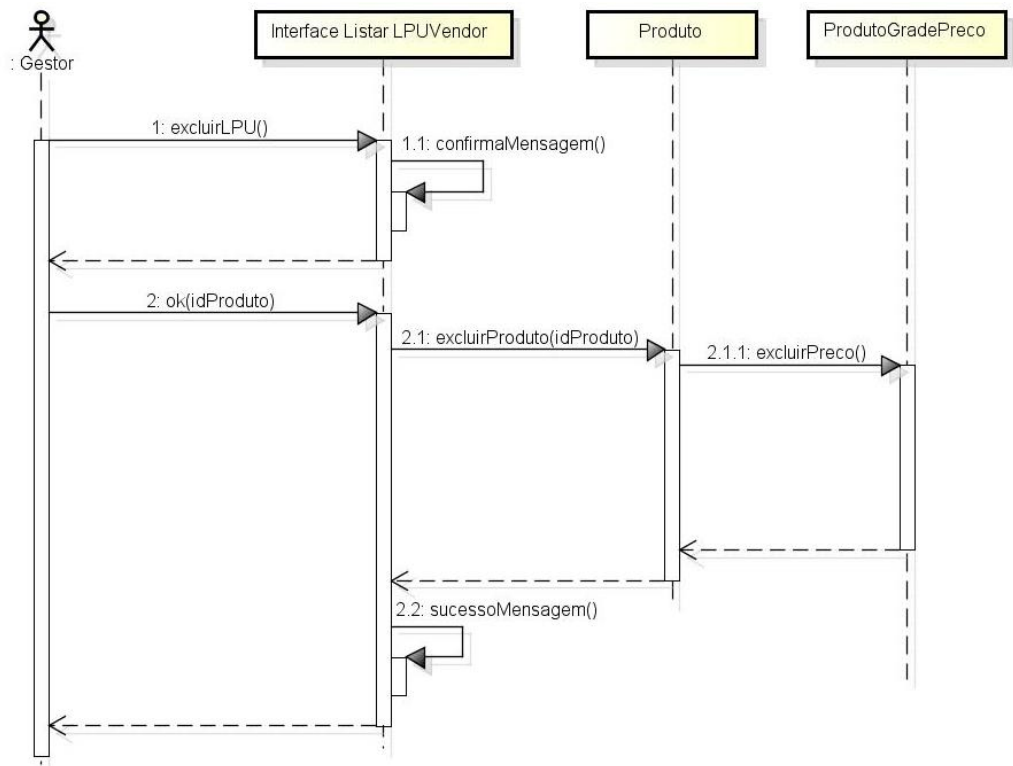 : Gestor
Interface Listar LPUVendor
Produto
ProdutoGradePreco
1: excluirLPU()
1.1: confirmaMensagem()
2: ok(idProduto)
2.1: excluirProduto(idProduto)
2.1.1: excluirPreco()
2.2: sucessoMensagem()